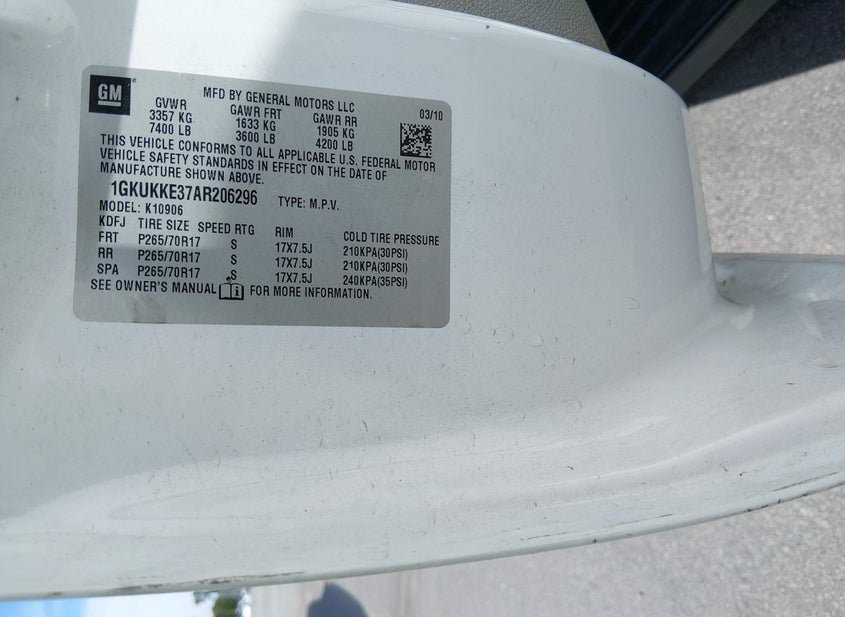 GM
MFD BY GENERAL MOTORS LLC
03/10
GVWR GAWR FRT GAWR RR
3357 KG 1633 KG 1905 KG
7400 LB 3600 LB 4200 LB
THIS VEHICLE CONFORMS TO ALL APPLICABLE U.S. FEDERAL MOTOR
VEHICLE SAFETY STANDARDS IN EFFECT ON THE DATE OF
MANUFACTURE SHOWN ABOVE.
1GKUKKE37AR206296 TYPE: M.P.V.
MODEL: K10906
KDFJ TIRE SIZE SPEED RTG RIM COLD TIRE PRESSURE
FRT P265/70R17 S 17X7.5J 210KPA(30PSI)
RR P265/70R17 S 17X7.5J 210KPA(30PSI)
SPA P265/70R17 S 17X7.5J 240KPA(35PSI)
SEE OWNER'S MANUAL FOR MORE INFORMATION.